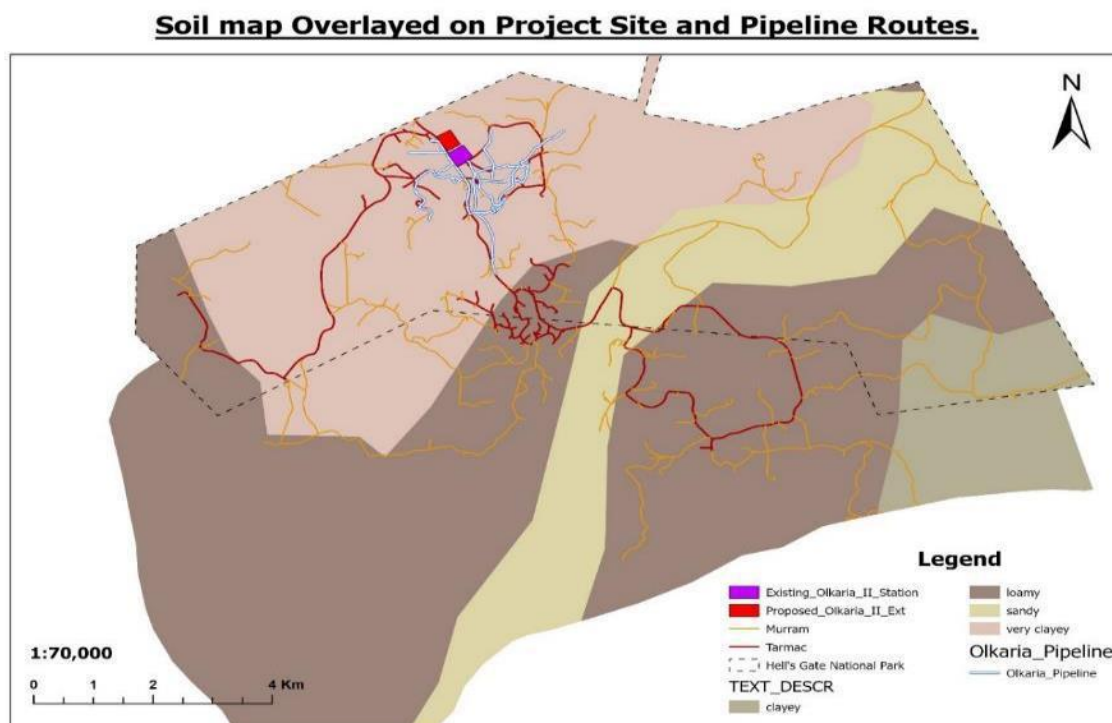 Soil map Overlayed on Project Site and Pipeline Routes.
N
Legend
Existing_Olkaria_II_Station
Proposed_Olkaria_II_Ext
Murram
Tarmac
Hell's Gate National Park
TEXT_DESCR
clayey
loamy
sandy
very clayey
Olkaria_Pipeline
Olkaria_Pipeline
1:70,000
0 1 2 4 Km